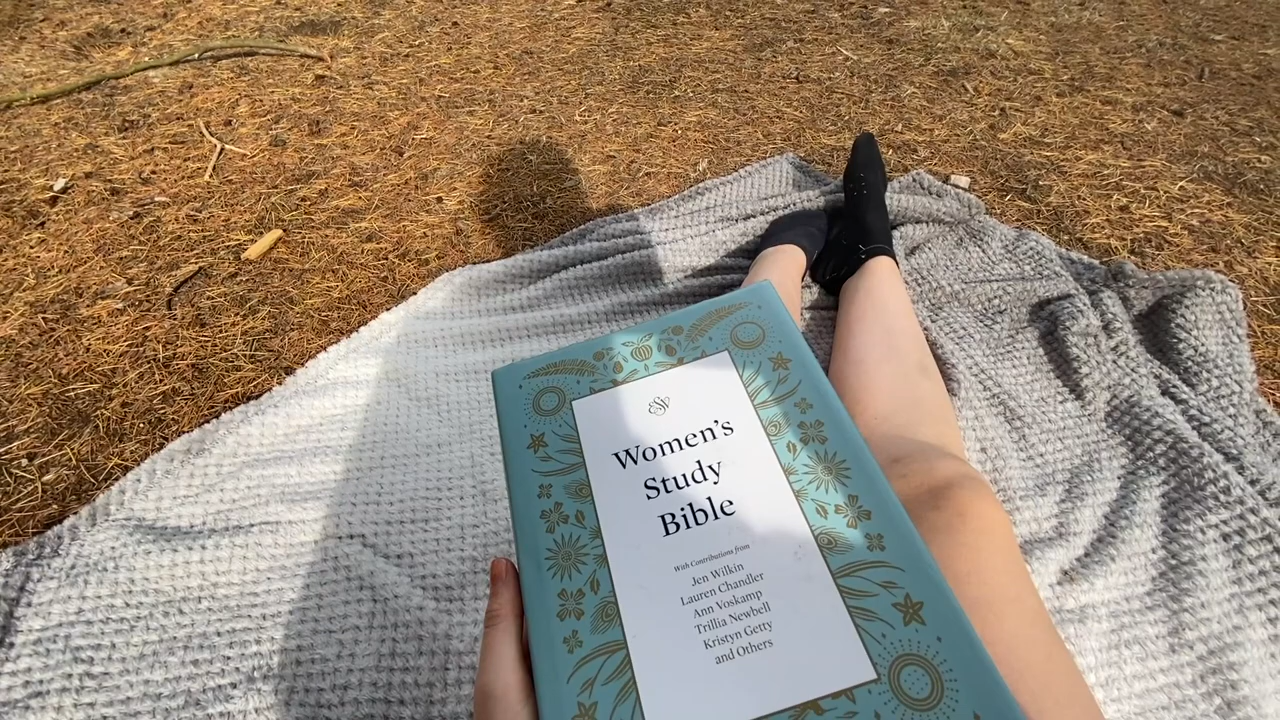 ESV
Women's
Study
Bible
With Contributions from
Jen Wilkin
Lauren Chandler
Ann Voskamp
Trillia Newbell
Kristyn Getty
and Others